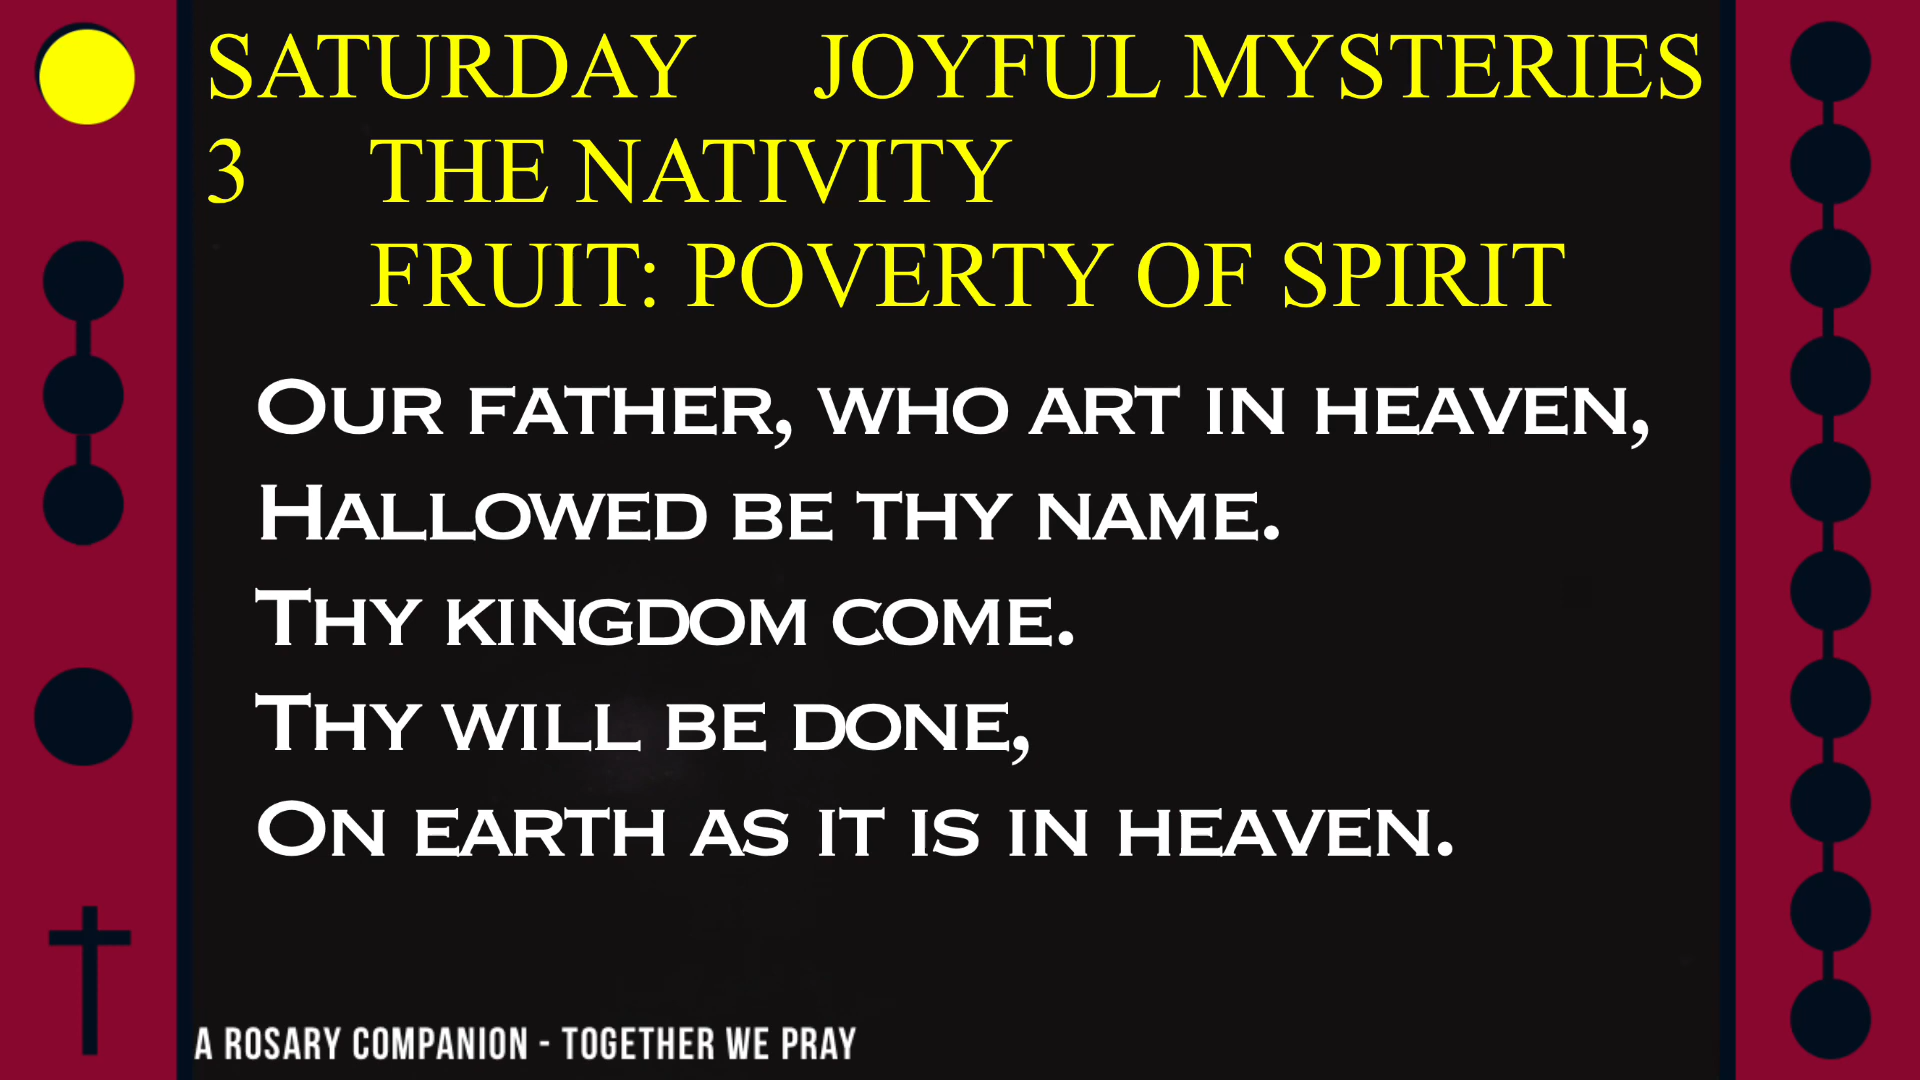 SATURDAY JOYFUL MYSTERIES
3 THE NATIVITY
FRUIT: POVERTY OF SPIRIT
Our father, who art in heaven,
Hallowed be thy name.
Thy kingdom come.
Thy will be done,
On earth as it is in heaven.
A ROSARY COMPANION - TOGETHER WE PRAY